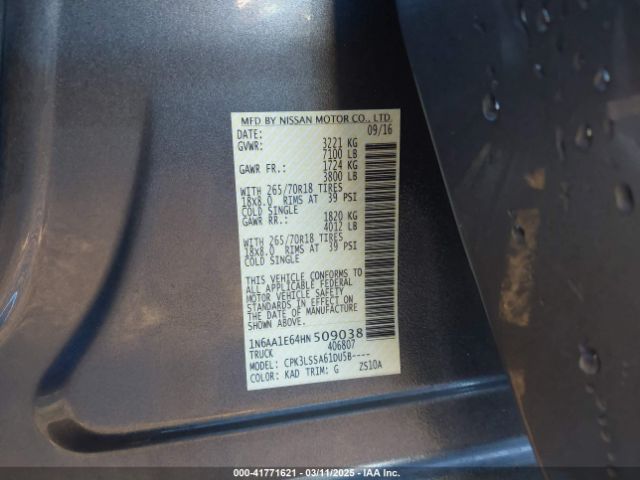 MFD BY NISSAN MOTOR CO., LTD.
DATE: 09/16
GVWR: 3221 KG
7100 LB
GAWR FR.: 1724 KG
3800 LB
WITH 265/70R18 TIRES
18X8.0 RIMS AT 39 PSI
COLD SINGLE
GAWR RR.: 1820 KG
4012 LB
WITH 265/70R18 TIRES
18X8.0 RIMS AT 39 PSI
COLD SINGLE
THIS VEHICLE CONFORMS TO
ALL APPLICABLE FEDERAL
MOTOR VEHICLE SAFETY
STANDARDS IN EFFECT ON
THE DATE OF MANUFACTURE
SHOWN ABOVE.
1N6AA1E64HN509038
TRUCK 406807
MODEL: CPK3LSSA61DU5B----
COLOR: KAD TRIM: G ZS10A
000-41771621 - 03/11/2025 - IAA Inc.